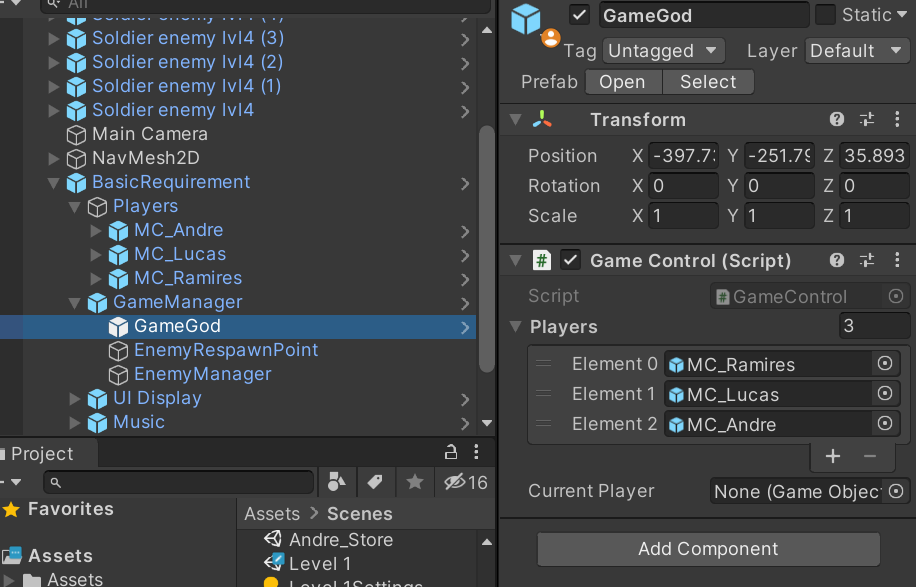 All
Soldier enemy lvl4 (3)
Soldier enemy lvl4 (2)
Soldier enemy lvl4 (1)
Soldier enemy lvl4
Main Camera
NavMesh2D
BasicRequirement
Players
MC_Andre
MC_Lucas
MC_Ramires
GameManager
GameGod
EnemyRespawnPoint
EnemyManager
UI Display
Music
Project
16
Favorites
Assets
Assets
Assets > Scenes
Andre_Store
Level 1
Level 1Settings
GameGod Static
Tag Untagged Layer Default
Prefab Open Select
Transform
Position X -397.7 Y -251.79 Z 35.893
Rotation X 0 Y 0 Z 0
Scale X 1 Y 1 Z 1
# Game Control (Script)
Script # GameControl
Players 3
Element 0 MC_Ramires
Element 1 MC_Lucas
Element 2 MC_Andre
+ −
Current Player None (Game Objec
Add Component